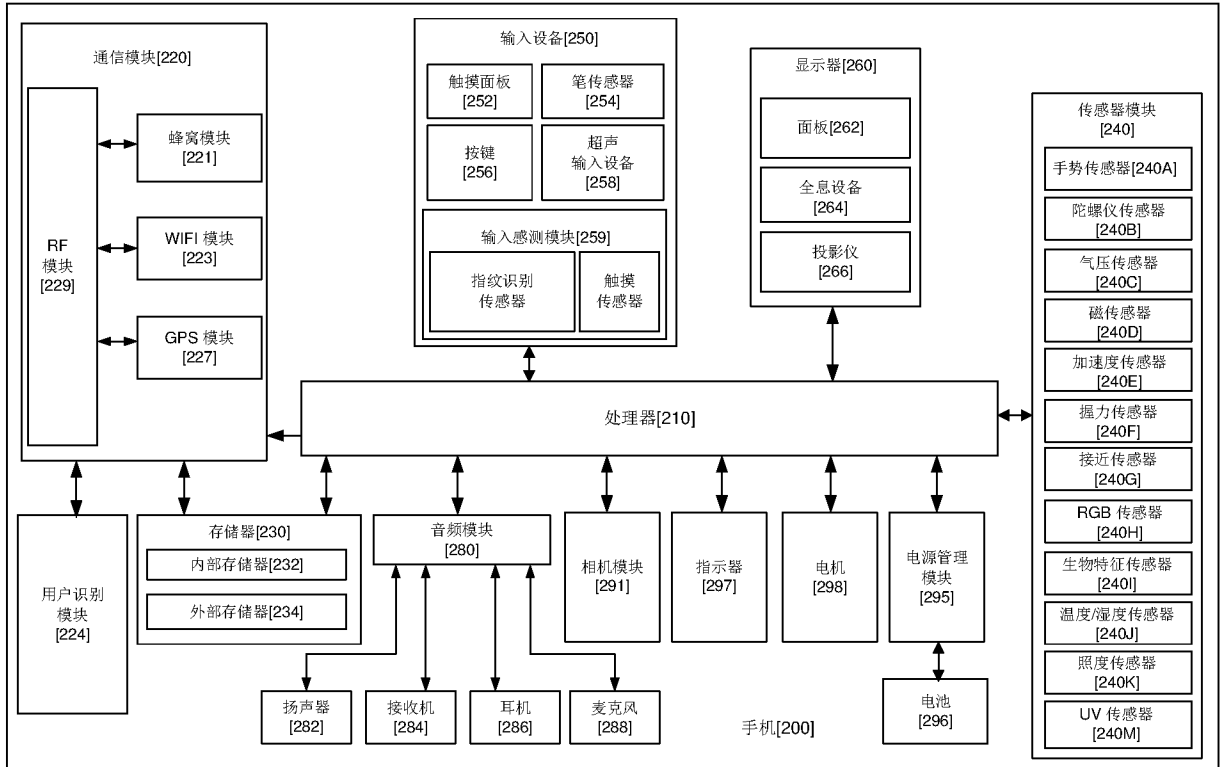 通信模块[220]
RF
模块
[229]
蜂窝模块
[221]
WIFI 模块
[223]
GPS 模块
[227]
输入设备[250]
触摸面板
[252]
笔传感器
[254]
按键
[256]
超声
输入设备
[258]
输入感测模块[259]
指纹识别
传感器
触摸
传感器
显示器[260]
面板[262]
全息设备
[264]
投影仪
[266]
传感器模块
[240]
手势传感器[240A]
陀螺仪传感器
[240B]
气压传感器
[240C]
磁传感器
[240D]
加速度传感器
[240E]
握力传感器
[240F]
接近传感器
[240G]
RGB 传感器
[240H]
生物特征传感器
[240I]
温度/湿度传感器
[240J]
照度传感器
[240K]
UV 传感器
[240M]
处理器[210]
用户识别
模块
[224]
存储器[230]
内部存储器[232]
外部存储器[234]
音频模块
[280]
相机模块
[291]
指示器
[297]
电机
[298]
电源管理
模块
[295]
扬声器
[282]
接收机
[284]
耳机
[286]
麦克风
[288]
手机[200]
电池
[296]